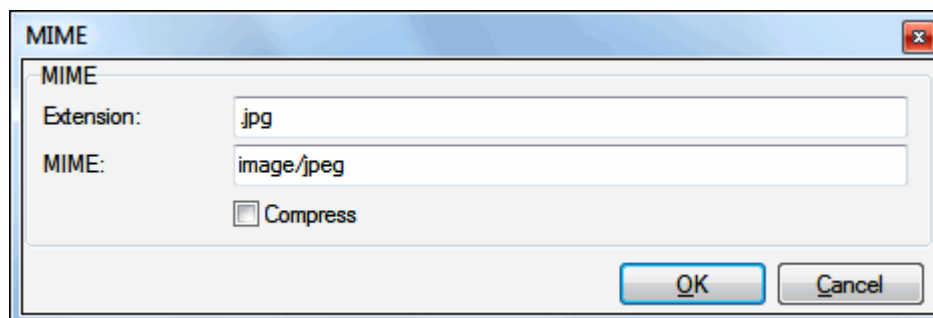 MIME
MIME
Extension: .jpg
MIME: image/jpeg
Compress
OK Cancel